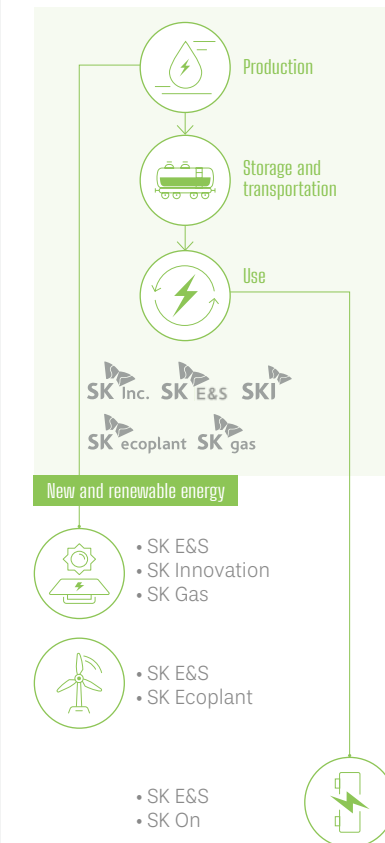 Production
Storage and
transportation
Use
SK Inc. SK E&S SKI
SK ecoplant SK gas
New and renewable energy
• SK E&S
• SK Innovation
• SK Gas
• SK E&S
• SK Ecoplant
• SK E&S
• SK On